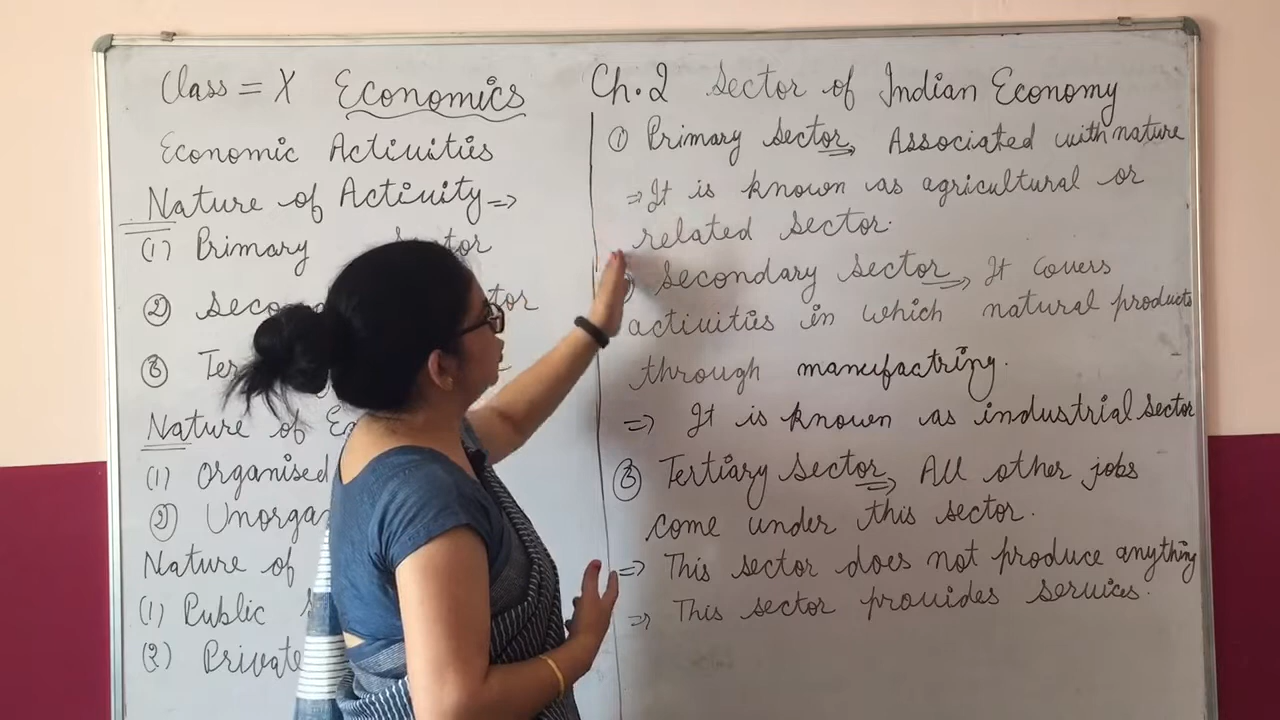 Class = X Economics
Economic Activities
Nature of Activity =>
(1) Primary
(2)
(3)
Nature of
(1) Organised
(2)
Nature of
(1) Public
(2) Private
Ch.2 Sector of Indian Economy
(1) Primary Sector => Associated with nature
=> It is known as agricultural or
related sector.
Secondary sector => It covers
activities in which natural products
through manufactring.
=> It is known as industrial sector
(3) Tertiary Sector => All other jobs
come under this sector.
=> This sector does not produce anything
=> This sector provides services.